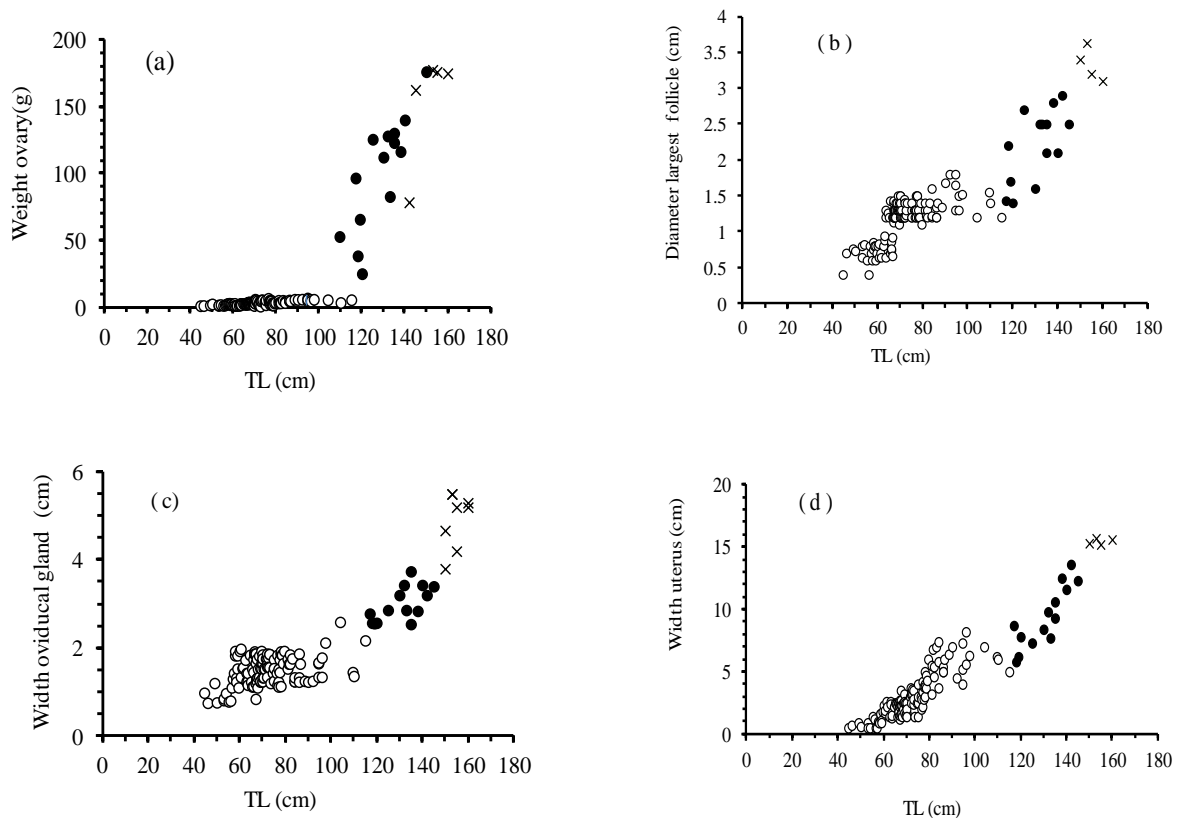 (a)
Weight ovary(g)
200
150
100
50
0
0 20 40 60 80 100 120 140 160 180
TL (cm)
(b)
Diameter largest follicle (cm)
4
3.5
3
2.5
2
1.5
1
0.5
0
0 20 40 60 80 100 120 140 160 180
TL (cm)
(c)
Width oviducal gland (cm)
6
4
2
0
0 20 40 60 80 100 120 140 160 180
TL (cm)
(d)
Width uterus (cm)
20
15
10
5
0
0 20 40 60 80 100 120 140 160 180
TL (cm)